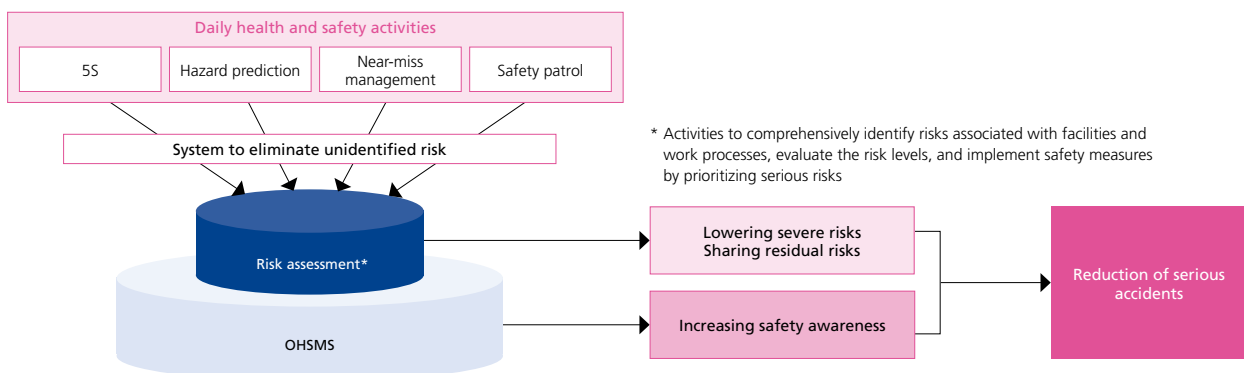 Daily health and safety activities
5S
Hazard prediction
Near-miss
management
Safety patrol
System to eliminate unidentified risk
* Activities to comprehensively identify risks associated with facilities and
work processes, evaluate the risk levels, and implement safety measures
by prioritizing serious risks
Risk assessment*
OHSMS
Lowering severe risks
Sharing residual risks
Increasing safety awareness
Reduction of serious
accidents